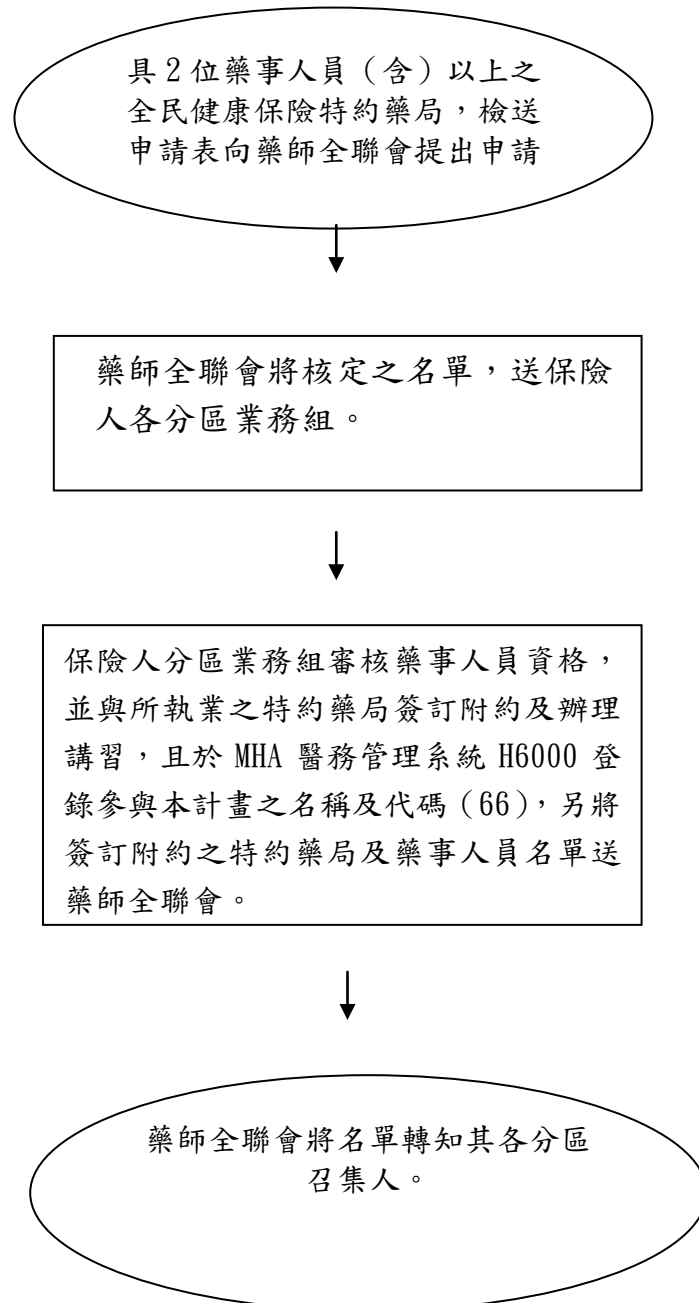 具2位藥事人員（含）以上之
全民健康保險特約藥局，檢送
申請表向藥師全聯會提出申請
藥師全聯會將核定之名單，送保險
人各分區業務組。
保險人分區業務組審核藥事人員資格，
並與所執業之特約藥局簽訂附約及辦理
講習，且於 MHA 醫務管理系統 H6000 登
錄參與本計畫之名稱及代碼（66），另將
簽訂附約之特約藥局及藥事人員名單送
藥師全聯會。
藥師全聯會將名單轉知其各分區
召集人。